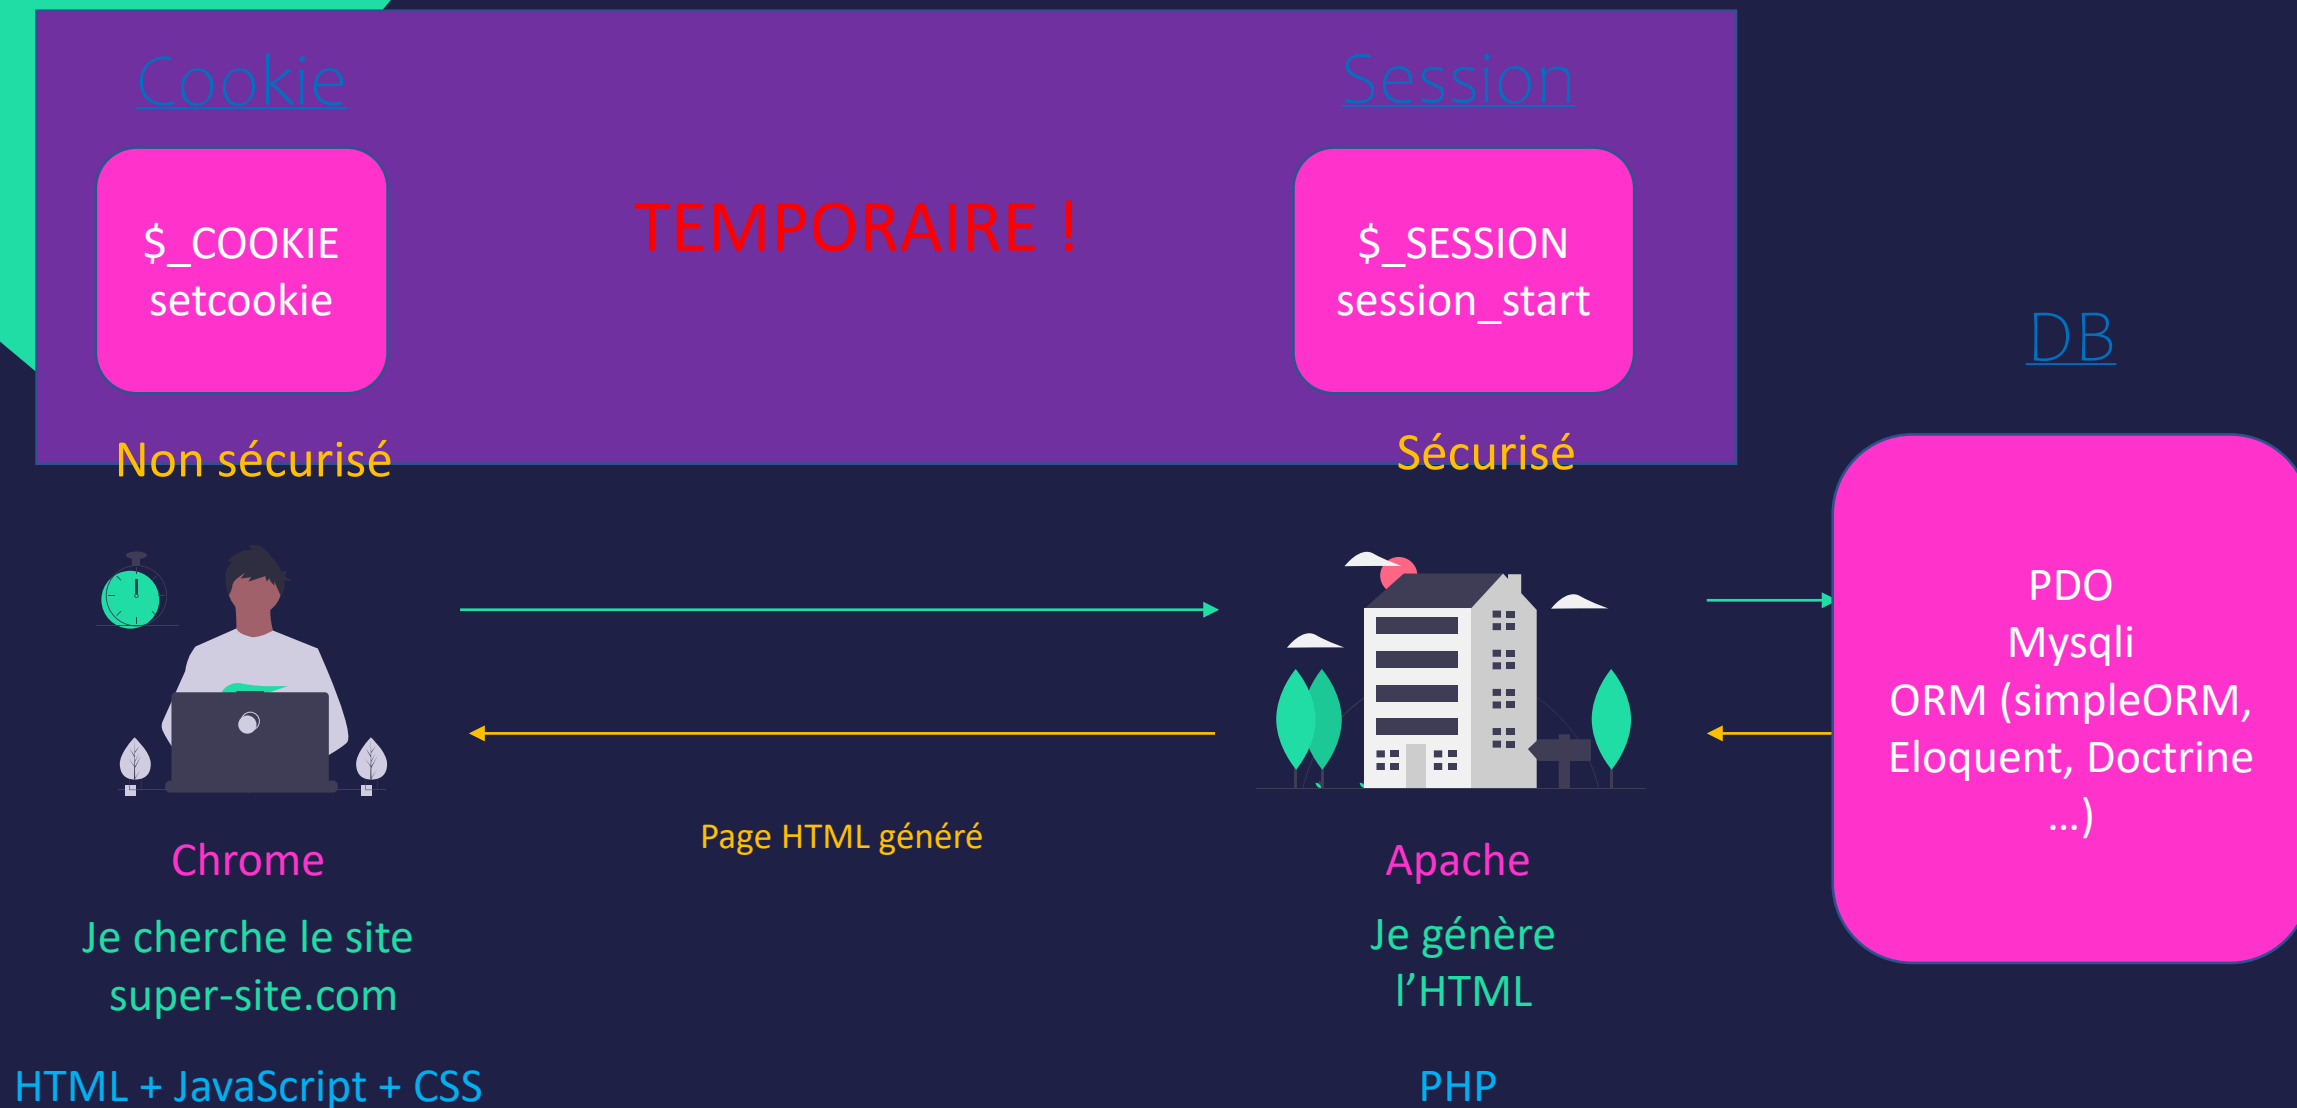 Cookie
Session
$_COOKIE
setcookie
TEMPORAIRE !
$_SESSION
session_start
DB
Non sécurisé
Sécurisé
PDO
Mysqli
ORM (simpleORM,
Eloquent, Doctrine
…)
Page HTML généré
Chrome
Apache
Je cherche le site
super-site.com
Je génère
l’HTML
HTML + JavaScript + CSS
PHP